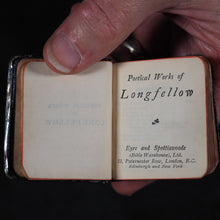 Poetical Works of
Longfellow
Eyre and Spottiswoode
(Bible Warehouse), Ltd.
33, Paternoster Row, London, E.C.
Edinburgh and New York